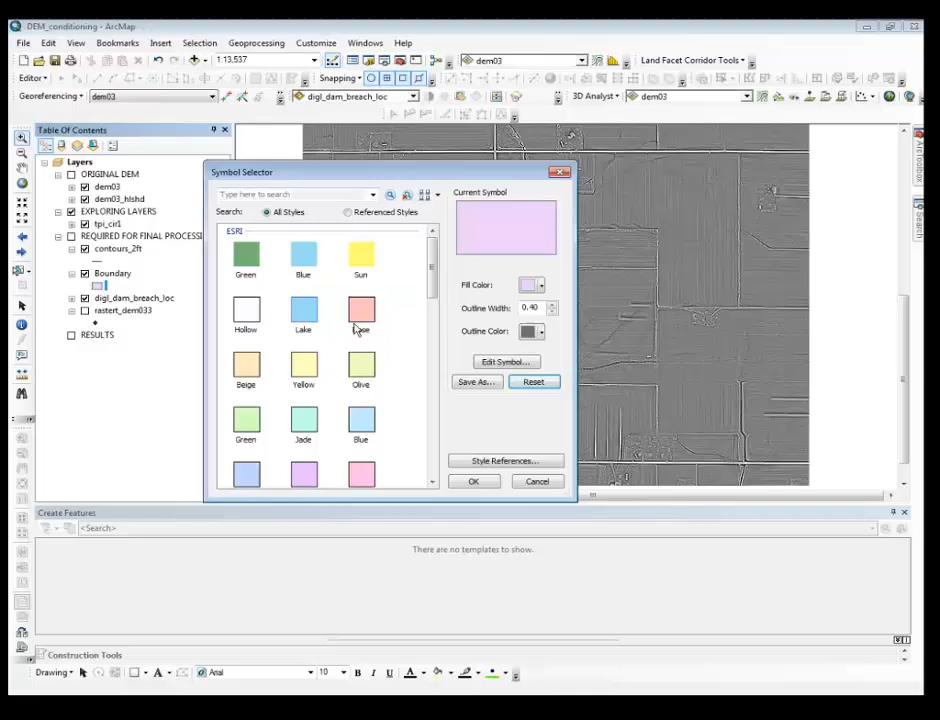 DEM_conditioning - ArcMap
File Edit View Bookmarks Insert Selection Geoprocessing Customize Windows Help
1:13,537 dem03 Land Facet Corridor Tools
Editor Snapping
Georeferencing dem03 digl_dam_breach_loc 3D Analyst dem03
Table Of Contents
Layers
ORIGINAL DEM
dem03
dem03_hlshd
EXPLORING LAYERS
tpi_cir1
REQUIRED FOR FINAL PROCESSI
contours_2ft
Boundary
digl_dam_breach_loc
rastert_dem033
RESULTS
Symbol Selector
Type here to search
Search: All Styles Referenced Styles
ESRI
Green Blue Sun
Hollow Lake
Beige Yellow Olive
Green Jade Blue
Current Symbol
Fill Color:
Outline Width: 0.40
Outline Color:
Edit Symbol...
Save As... Reset
Style References...
OK Cancel
ArcToolbox
Search
Create Features
<Search>
There are no templates to show.
Construction Tools
Drawing A Arial 10 B I U A